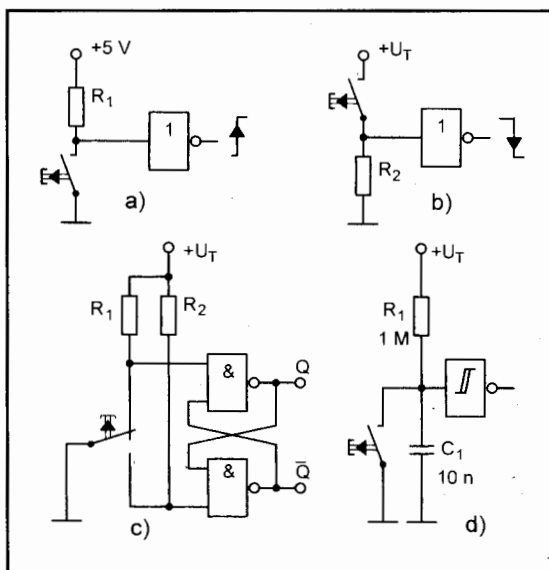 +5 V
R1
1
a)
+UT
1
R2
b)
+UT
R1
R2
&
Q
&
Q̅
c)
+UT
R1
1 M
C1
10 n
d)